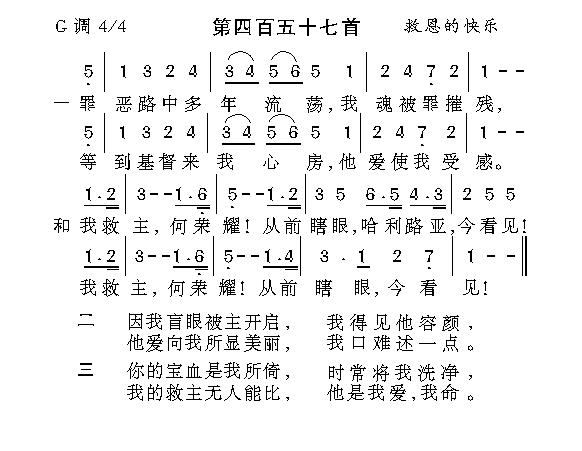 G 调 4/4 第四百五十七首 救恩的快乐
5 | 1 3 2 4 | 3 4 5 6 5 1 | 2 4 7 2 | 1 - -
一罪 恶路中多 年 流 荡,我 魂被罪摧 残,
5 | 1 3 2 4 | 3 4 5 6 5 1 | 2 4 7 2 | 1 - -
等 到基督来 我 心 房,他 爱使我受 感。
1 . 2 | 3 - - 1 . 6 | 5 - - 1 . 2 | 3 5 6 . 5 4 . 3 | 2 5 5
和我救 主, 何荣 耀!从前 瞎眼,哈利路亚,今看见!
1 . 2 | 3 - - 1 . 6 | 5 - - 1 . 4 | 3 . 1 2 7 | 1 - - ‖
我救 主, 何荣 耀!从前 瞎 眼,今 看 见!
二 因我盲眼被主开启, 我得见他容颜,
他爱向我所显美丽, 我口难述一点。
三 你的宝血是我所倚, 时常将我洗净,
我的救主无人能比, 他是我爱,我命。